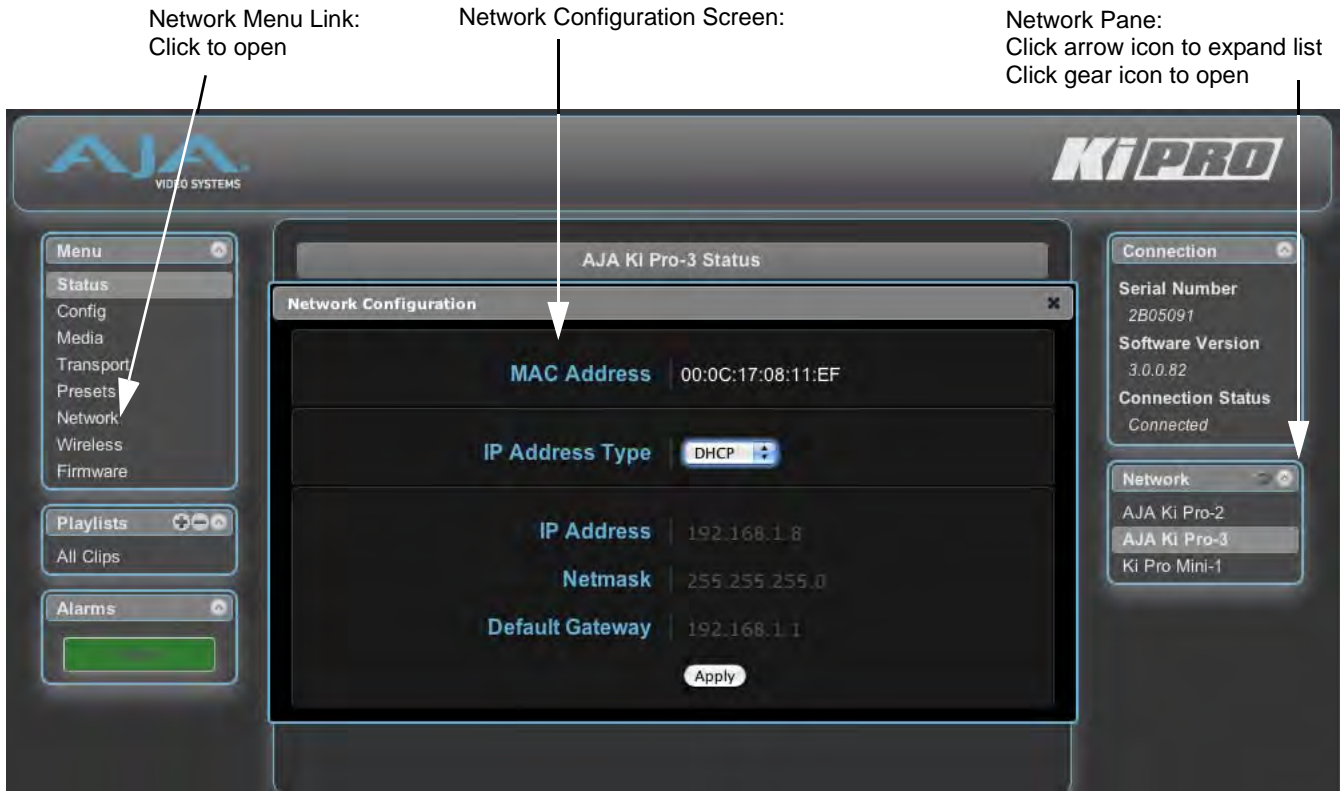 Network Menu Link:
Click to open
Network Configuration Screen:
Network Pane:
Click arrow icon to expand list
Click gear icon to open
AJA
VIDEO SYSTEMS
Ki PRO
Menu
Status
Config
Media
Transport
Presets
Network
Wireless
Firmware
Playlists
All Clips
Alarms
AJA Ki Pro-3 Status
Network Configuration
MAC Address 00:0C:17:08:11:EF
IP Address Type DHCP
IP Address 192.168.1.8
Netmask 255.255.255.0
Default Gateway 192.168.1.1
Apply
Connection
Serial Number
2B05091
Software Version
3.0.0.82
Connection Status
Connected
Network
AJA Ki Pro-2
AJA Ki Pro-3
Ki Pro Mini-1